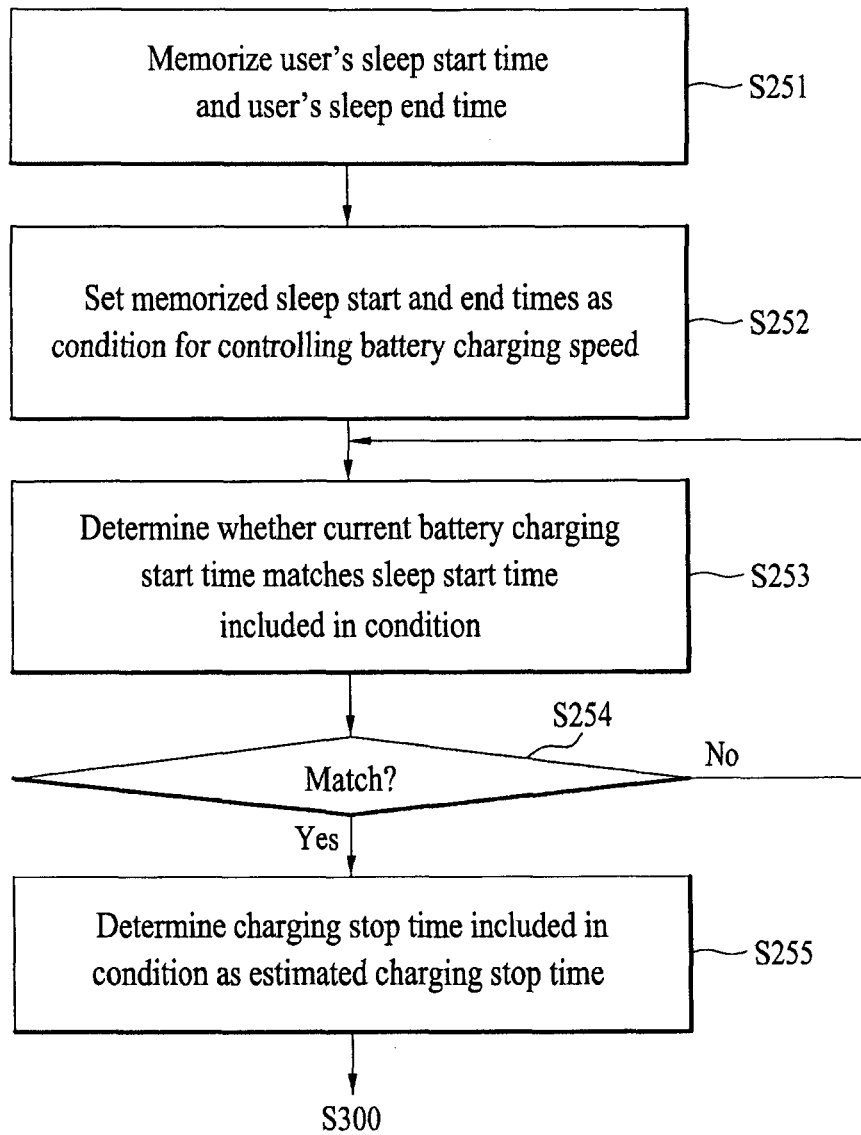 Memorize user's sleep start time
and user's sleep end time
S251
Set memorized sleep start and end times as
condition for controlling battery charging speed
S252
Determine whether current battery charging
start time matches sleep start time
included in condition
S253
S254
Match?
No
Yes
Determine charging stop time included in
condition as estimated charging stop time
S255
S300